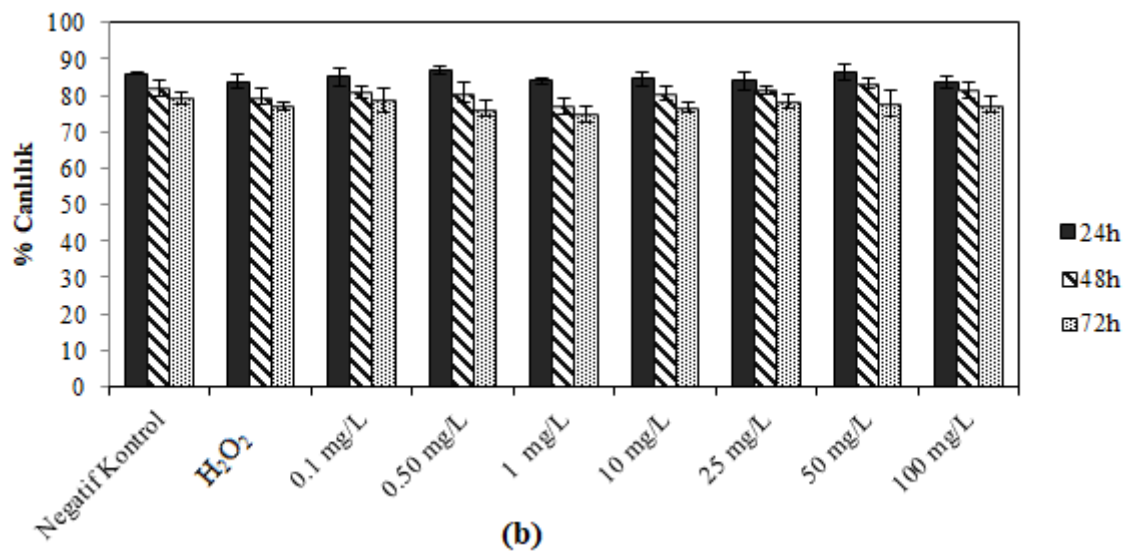 100
90
80
70
60
50
40
30
20
10
0
% Canlılık
24h
48h
72h
Negatif Kontrol
H₂O₂
0.1 mg/L
0.50 mg/L
1 mg/L
10 mg/L
25 mg/L
50 mg/L
100 mg/L
(b)